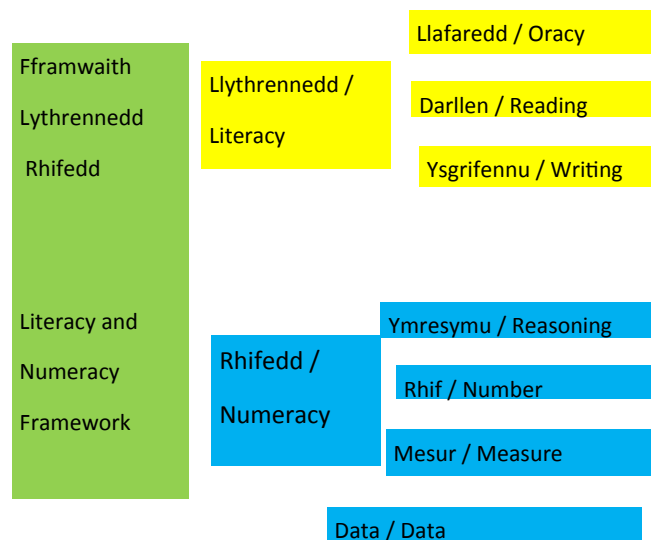 Fframwaith
Lythrennedd
Rhifedd
Literacy and
Numeracy
Framework
Llythrennedd /
Literacy
Llafaredd / Oracy
Darllen / Reading
Ysgrifennu / Writing
Rhifedd /
Numeracy
Ymresymu / Reasoning
Rhif / Number
Mesur / Measure
Data / Data